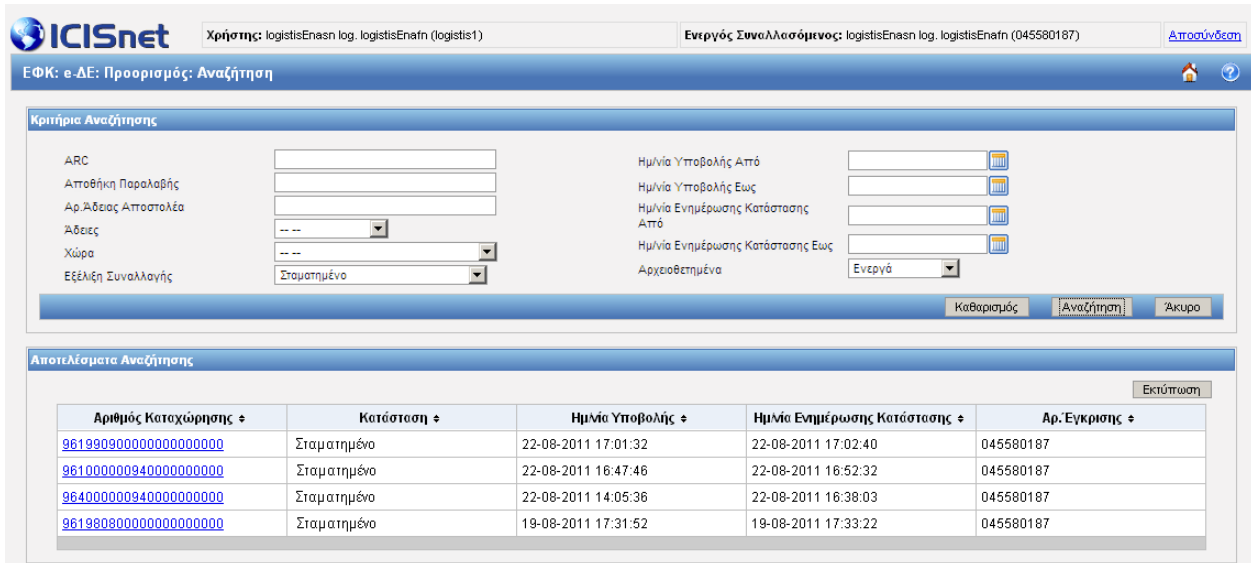 ICISnet
Χρήστης: logistisEnasn log. logistisEnafn (logistis1)
Ενεργός Συναλλασόμενος: logistisEnasn log. logistisEnafn (045580187)
Αποσύνδεση
ΕΦΚ: e-ΔΕ: Προορισμός: Αναζήτηση
Κριτήρια Αναζήτησης
ARC
Ημ/νία Υποβολής Από
Αποθήκη Παραλαβής
Ημ/νία Υποβολής Εως
Αρ.Άδειας Αποστολέα
Ημ/νία Ενημέρωσης Κατάστασης Από
Άδειες -- --
Ημ/νία Ενημέρωσης Κατάστασης Εως
Χώρα -- --
Αρχειοθετημένα Ενεργά
Εξέλιξη Συναλλαγής Σταματημένο
Καθαρισμός Αναζήτηση Άκυρο
Αποτελέσματα Αναζήτησης
Εκτύπωση
Αριθμός Καταχώρησης Κατάσταση Ημ/νία Υποβολής Ημ/νία Ενημέρωσης Κατάστασης Αρ.Έγκρισης
961990900000000000000 Σταματημένο 22-08-2011 17:01:32 22-08-2011 17:02:40 045580187
961000000940000000000 Σταματημένο 22-08-2011 16:47:46 22-08-2011 16:52:32 045580187
964000000940000000000 Σταματημένο 22-08-2011 14:05:36 22-08-2011 16:38:03 045580187
961980800000000000000 Σταματημένο 19-08-2011 17:31:52 19-08-2011 17:33:22 045580187